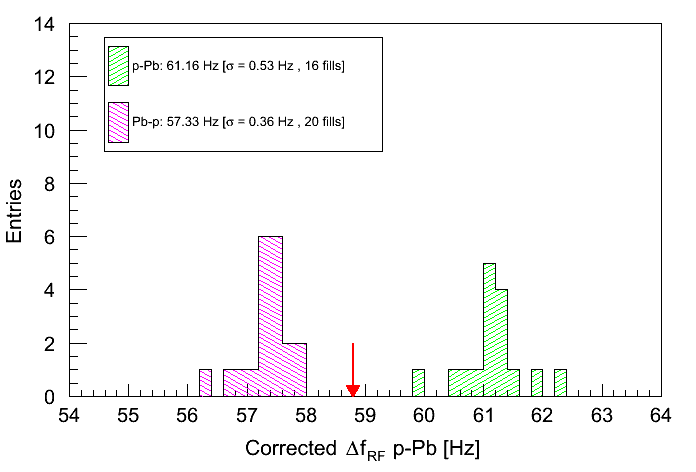 14
12
10
8
6
4
2
0
Entries
p-Pb: 61.16 Hz [σ = 0.53 Hz , 16 fills]
Pb-p: 57.33 Hz [σ = 0.36 Hz , 20 fills]
54 55 56 57 58 59 60 61 62 63 64
Corrected Δf_RF p-Pb [Hz]